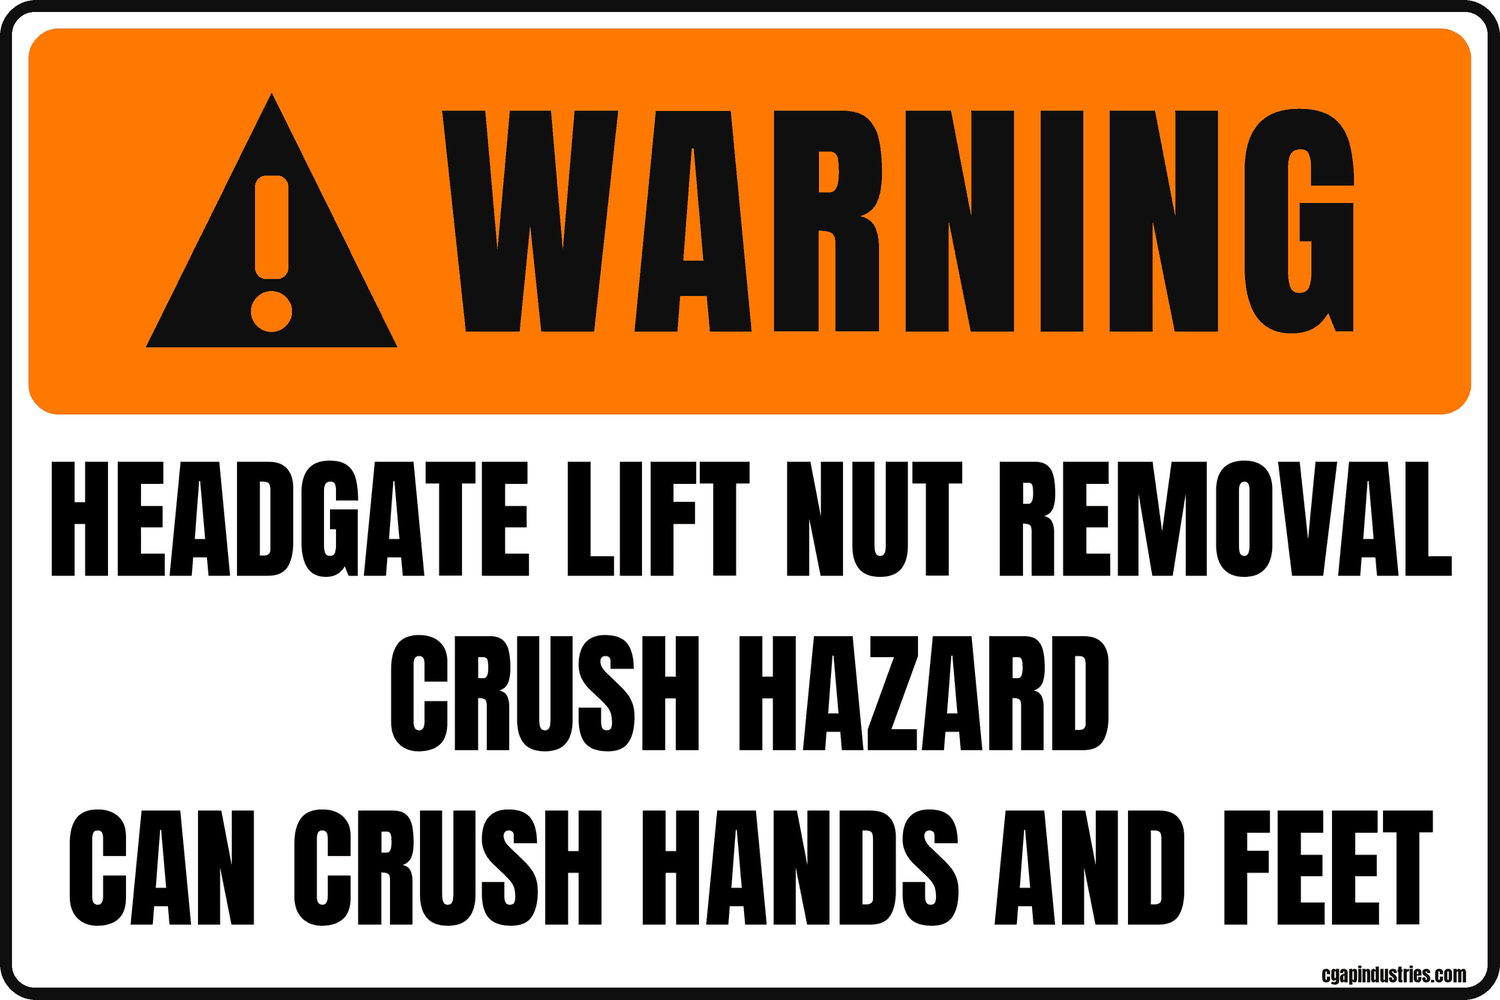 WARNING
HEADGATE LIFT NUT REMOVAL
CRUSH HAZARD
CAN CRUSH HANDS AND FEET
cgapindustries.com